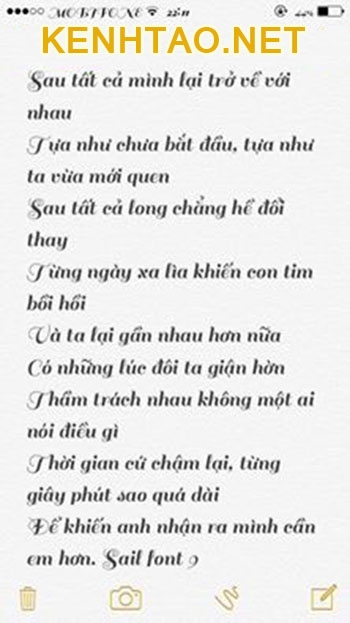 MOBIFONE 22:11
KENHTAO.NET
Sau tất cả mình lại trở về với
nhau
Tựa như chưa bắt đầu, tựa như
ta vừa mới quen
Sau tất cả long chẳng hề đổi
thay
Từng ngày xa lìa khiến con tim
bồi hồi
Và ta lại gần nhau hơn nữa
Có những lúc đôi ta giận hờn
Thầm trách nhau không một ai
nói điều gì
Thời gian cứ chậm lại, từng
giây phút sao quá dài
Để khiến anh nhận ra mình cần
em hơn. Sail font 9